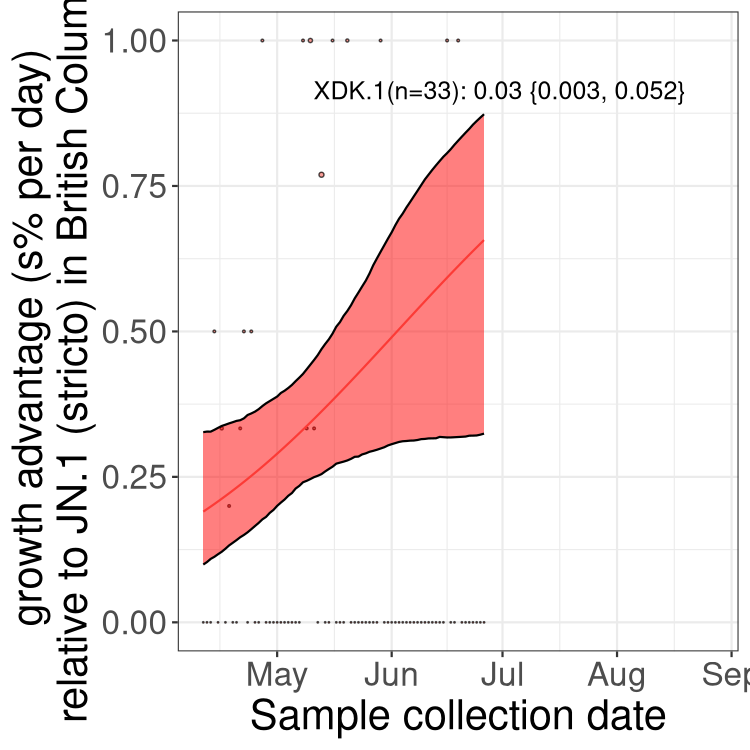 growth advantage (s% per day)
relative to JN.1 (stricto) in British Colum
1.00
0.75
0.50
0.25
0.00
XDK.1(n=33): 0.03 {0.003, 0.052}
May Jun Jul Aug Sep
Sample collection date